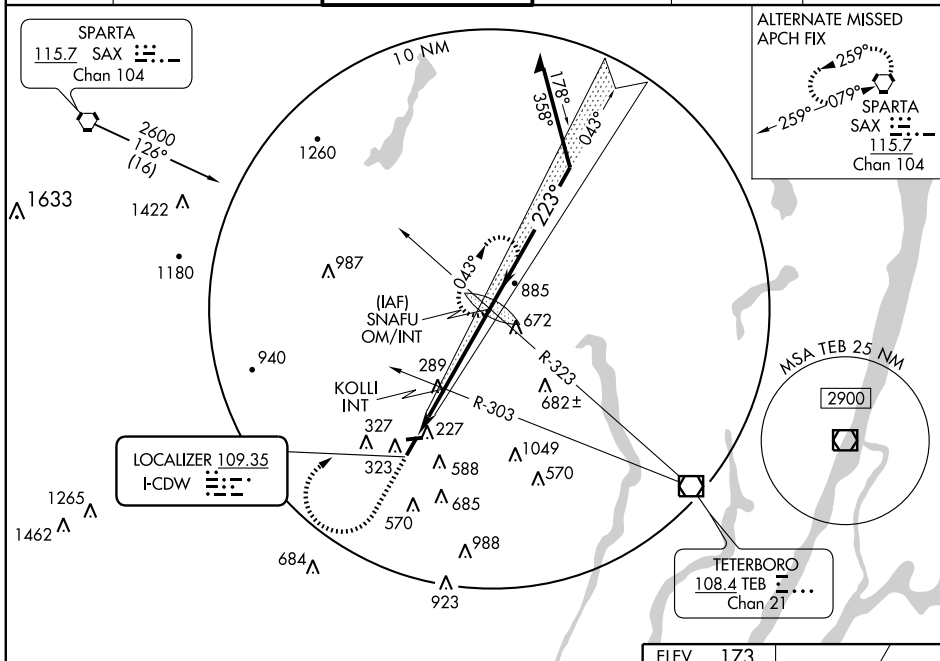 SPARTA
115.7 SAX
Chan 104
2600
126°
(16)
10 NM
178°
358°
043°
223°
ALTERNATE MISSED
APCH FIX
259°
259°
079°
SPARTA
SAX
115.7
Chan 104
1633
1422
1260
1180
987
043°
885
(IAF)
SNAFU
OM/INT
672
940
289
KOLLI
INT
R-323
R-303
682±
MSA TEB 25 NM
2900
327
227
323
LOCALIZER 109.35
I-CDW
588
1049
570
1265
1462
570
685
684
988
923
TETERBORO
108.4 TEB
Chan 21
ELEV 173